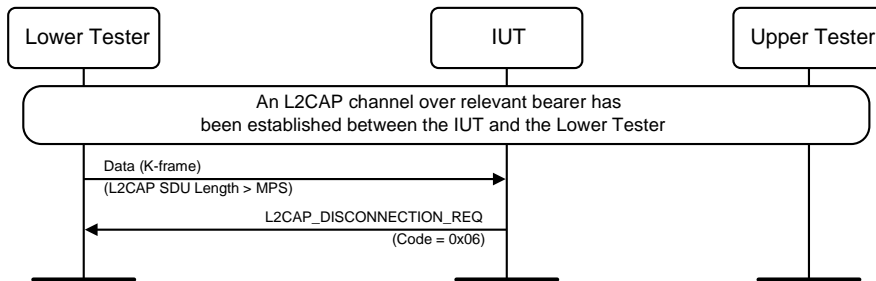 Lower Tester
IUT
Upper Tester
An L2CAP channel over relevant bearer has
been established between the IUT and the Lower Tester
Data (K-frame)
(L2CAP SDU Length > MPS)
L2CAP_DISCONNECTION_REQ
(Code = 0x06)